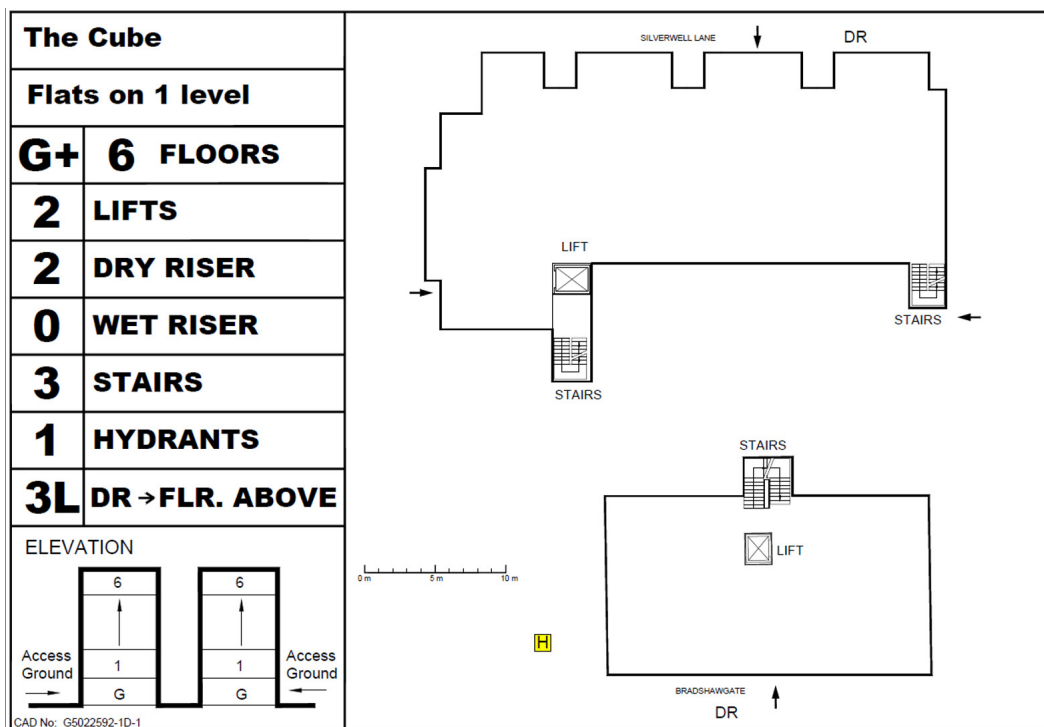 The Cube
Flats on 1 level
G+ 6 FLOORS
2 LIFTS
2 DRY RISER
0 WET RISER
3 STAIRS
1 HYDRANTS
3L DR → FLR. ABOVE
ELEVATION
6 6
Access Ground 1 1 Access Ground
G G
CAD No: G5022592-1D-1
SILVERWELL LANE DR
LIFT
STAIRS
STAIRS
STAIRS
LIFT
0 m 5 m 10 m
H
BRADSHAWGATE
DR